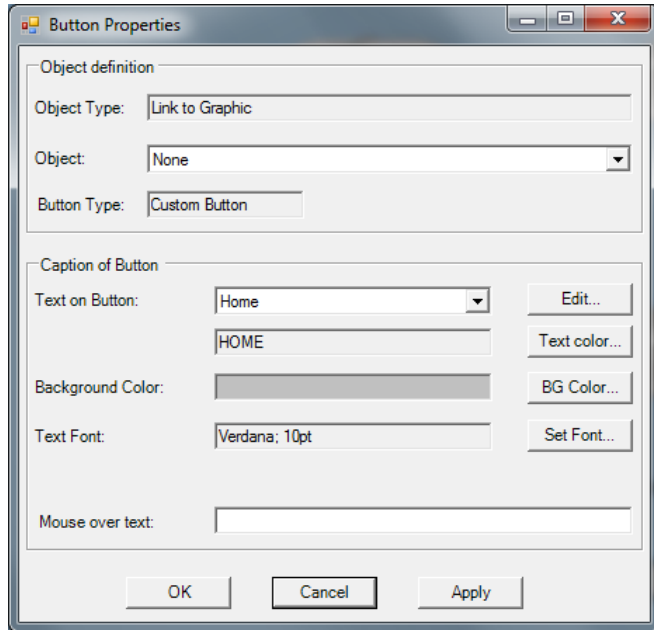 Button Properties
Object definition
Object Type: Link to Graphic
Object: None
Button Type: Custom Button
Caption of Button
Text on Button: Home Edit...
HOME Text color...
Background Color: BG Color...
Text Font: Verdana; 10pt Set Font...
Mouse over text:
OK Cancel Apply